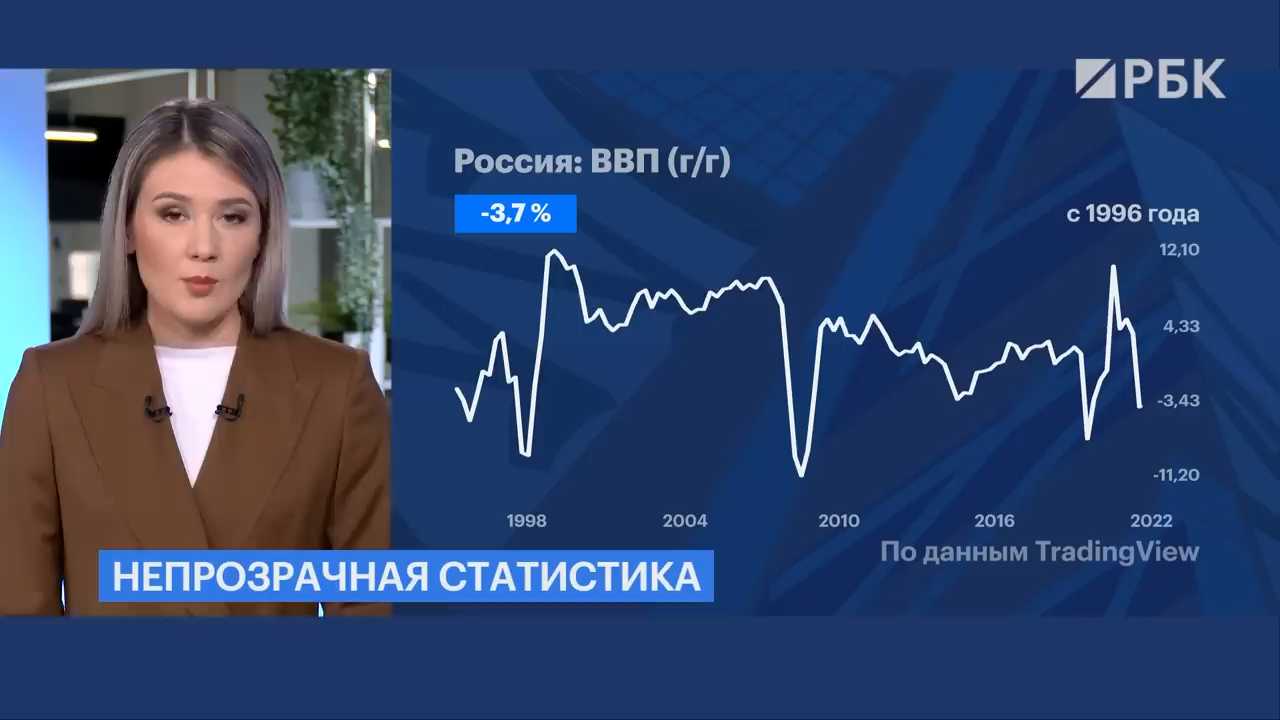 РБК
Россия: ВВП (г/г)
-3,7 %
с 1996 года
12,10
4,33
-3,43
-11,20
1998 2004 2010 2016 2022
По данным TradingView
НЕПРОЗРАЧНАЯ СТАТИСТИКА